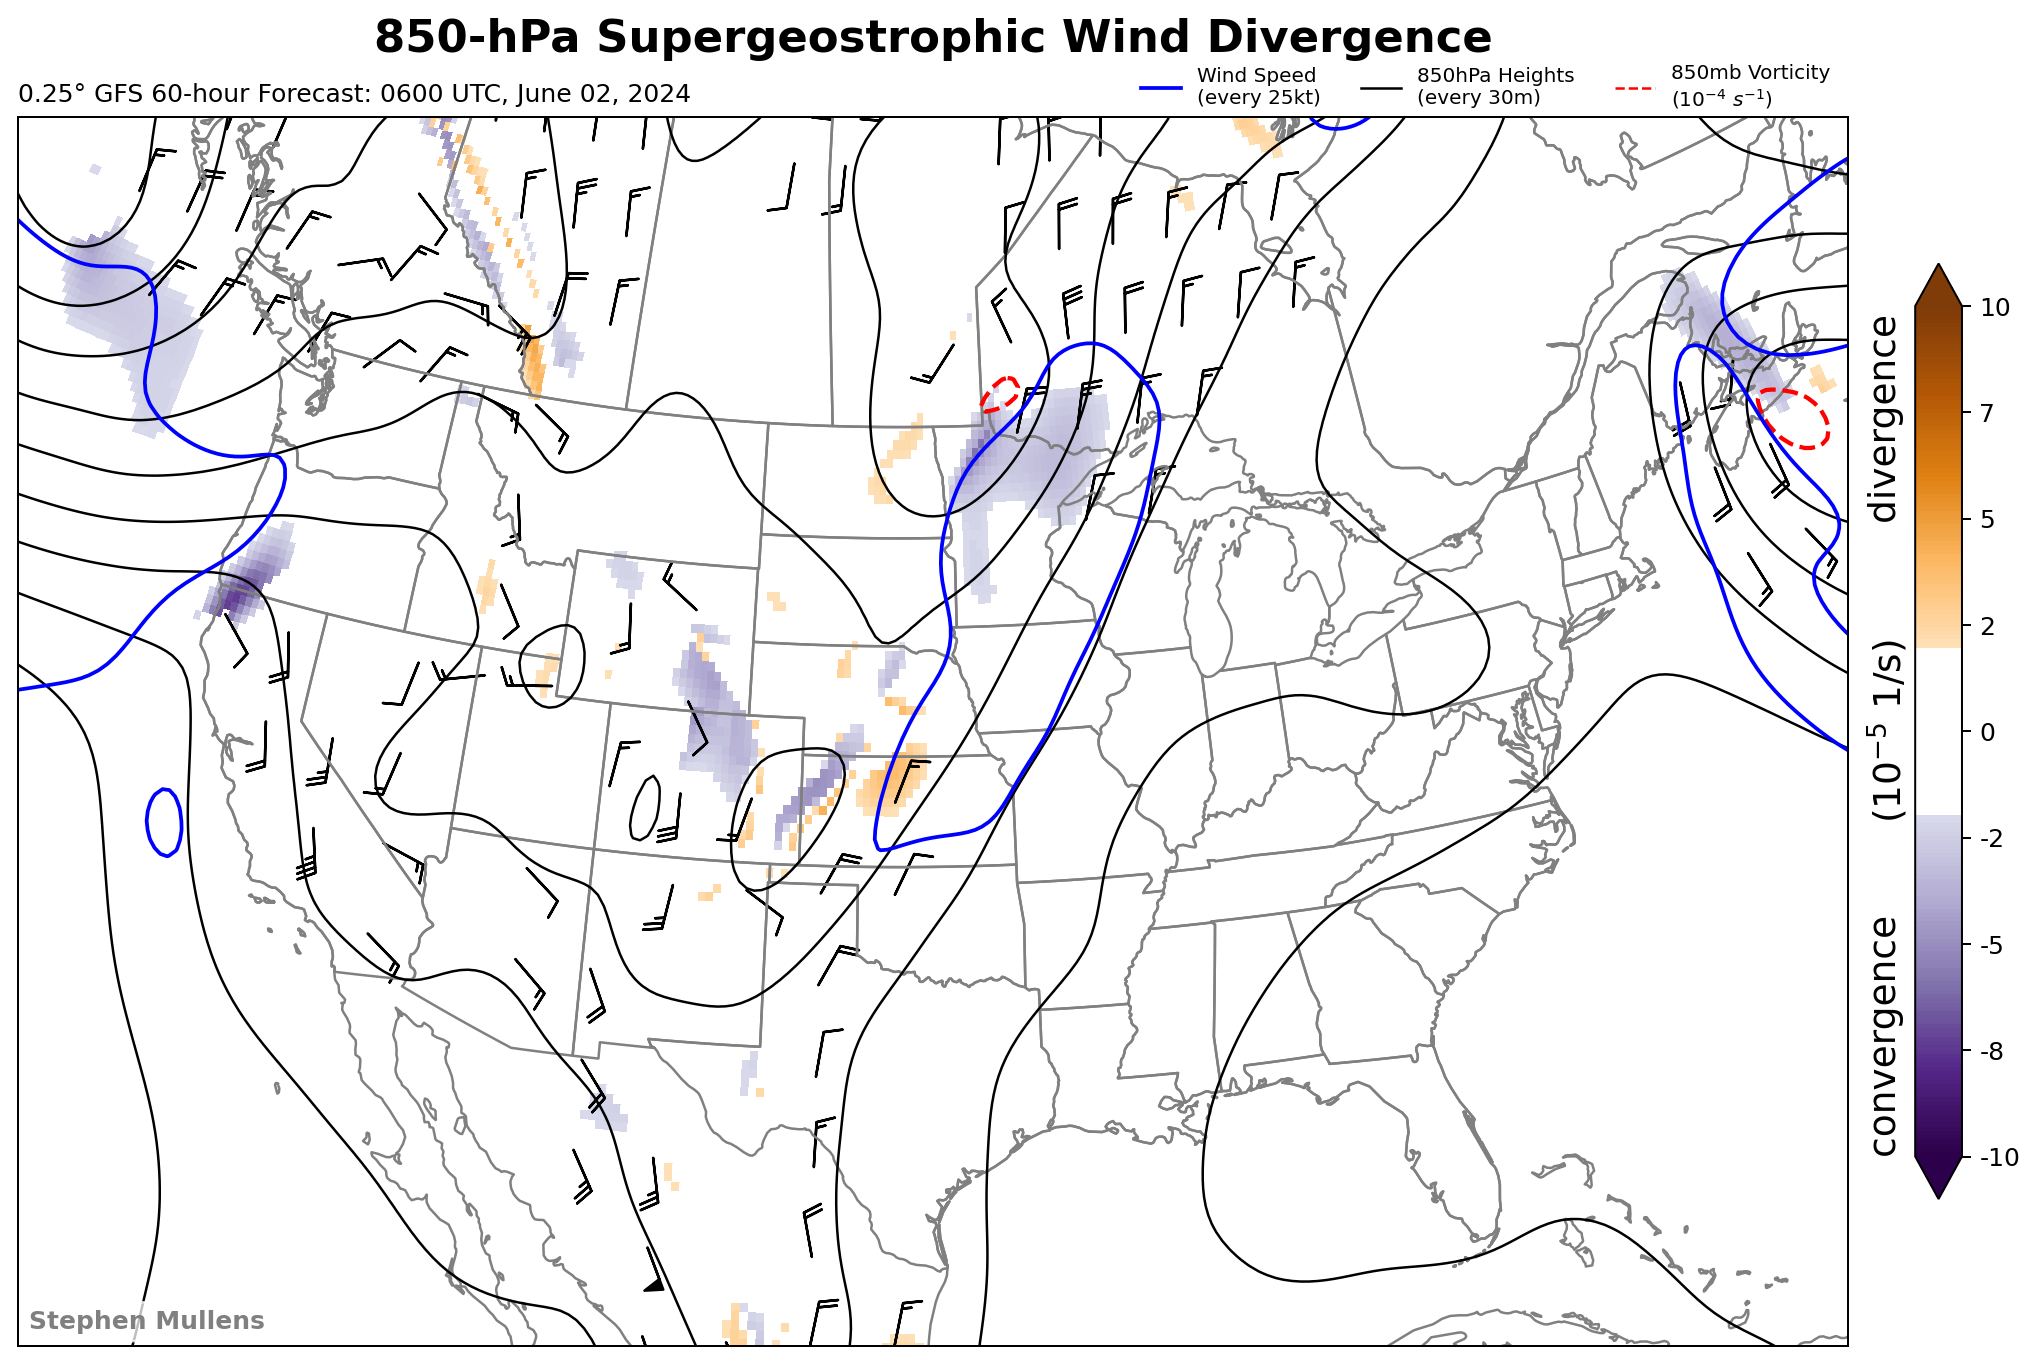 850-hPa Supergeostrophic Wind Divergence
0.25° GFS 60-hour Forecast: 0600 UTC, June 02, 2024
Wind Speed
(every 25kt)
850hPa Heights
(every 30m)
850mb Vorticity
(10⁻⁴ s⁻¹)
10
7
5
2
0
-2
-5
-8
-10
convergence (10⁻⁵ 1/s) divergence
Stephen Mullens